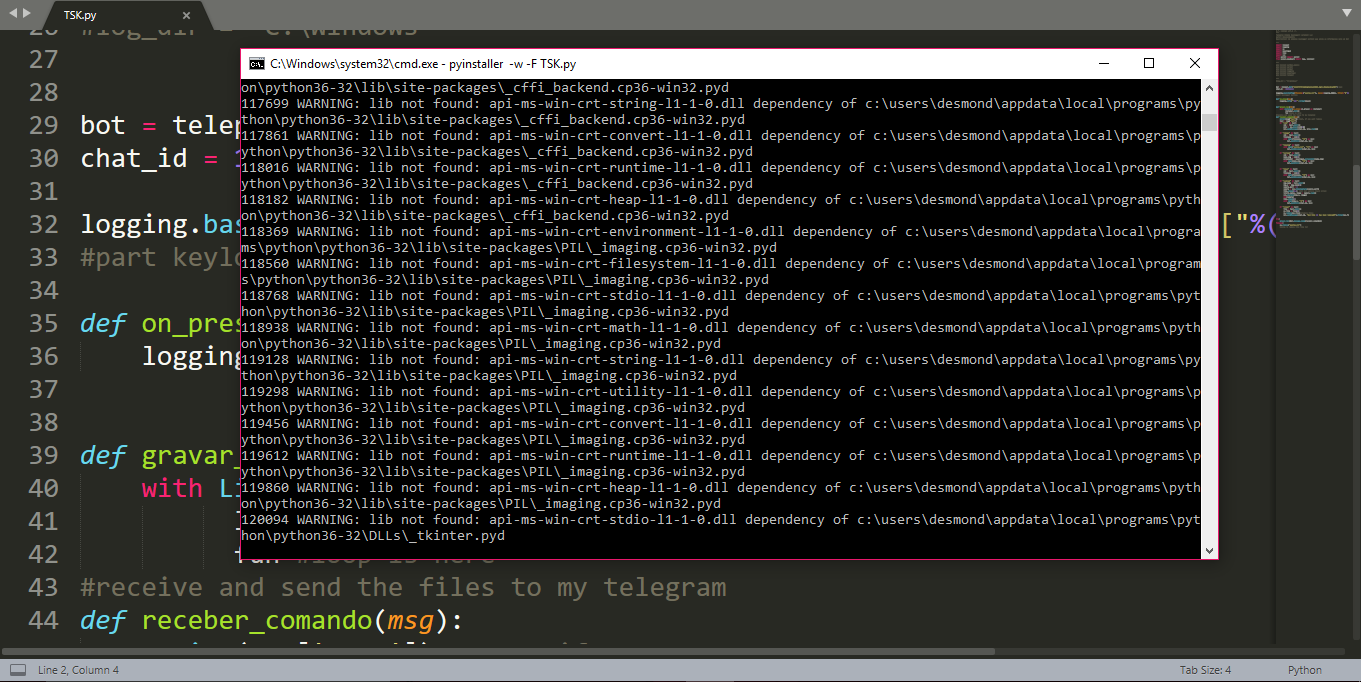 TSK.py
26 #log_dir = C:\Windows
27
28
29 bot =
30 chat_id =
31
32 logging.
["%(
33 #part
34
35 def
36
37
38
39 def
40 with
41
42 #loop is here
43 #receive and send the files to my telegram
44 def receber_comando(msg):
C:\Windows\system32\cmd.exe - pyinstaller -w -F TSK.py
on\python36-32\lib\site-packages\_cffi_backend.cp36-win32.pyd
117699 WARNING: lib not found: api-ms-win-crt-string-l1-1-0.dll dependency of c:\users\desmond\appdata\local\programs\py
thon\python36-32\lib\site-packages\_cffi_backend.cp36-win32.pyd
117861 WARNING: lib not found: api-ms-win-crt-convert-l1-1-0.dll dependency of c:\users\desmond\appdata\local\programs\p
ython\python36-32\lib\site-packages\_cffi_backend.cp36-win32.pyd
118016 WARNING: lib not found: api-ms-win-crt-runtime-l1-1-0.dll dependency of c:\users\desmond\appdata\local\programs\p
ython\python36-32\lib\site-packages\_cffi_backend.cp36-win32.pyd
118182 WARNING: lib not found: api-ms-win-crt-heap-l1-1-0.dll dependency of c:\users\desmond\appdata\local\programs\pyth
on\python36-32\lib\site-packages\_cffi_backend.cp36-win32.pyd
118369 WARNING: lib not found: api-ms-win-crt-environment-l1-1-0.dll dependency of c:\users\desmond\appdata\local\progra
ms\python\python36-32\lib\site-packages\PIL\_imaging.cp36-win32.pyd
118560 WARNING: lib not found: api-ms-win-crt-filesystem-l1-1-0.dll dependency of c:\users\desmond\appdata\local\program
s\python\python36-32\lib\site-packages\PIL\_imaging.cp36-win32.pyd
118768 WARNING: lib not found: api-ms-win-crt-stdio-l1-1-0.dll dependency of c:\users\desmond\appdata\local\programs\pyt
hon\python36-32\lib\site-packages\PIL\_imaging.cp36-win32.pyd
118938 WARNING: lib not found: api-ms-win-crt-math-l1-1-0.dll dependency of c:\users\desmond\appdata\local\programs\pyth
on\python36-32\lib\site-packages\PIL\_imaging.cp36-win32.pyd
119128 WARNING: lib not found: api-ms-win-crt-string-l1-1-0.dll dependency of c:\users\desmond\appdata\local\programs\py
thon\python36-32\lib\site-packages\PIL\_imaging.cp36-win32.pyd
119298 WARNING: lib not found: api-ms-win-crt-utility-l1-1-0.dll dependency of c:\users\desmond\appdata\local\programs\p
ython\python36-32\lib\site-packages\PIL\_imaging.cp36-win32.pyd
119456 WARNING: lib not found: api-ms-win-crt-convert-l1-1-0.dll dependency of c:\users\desmond\appdata\local\programs\p
ython\python36-32\lib\site-packages\PIL\_imaging.cp36-win32.pyd
119612 WARNING: lib not found: api-ms-win-crt-runtime-l1-1-0.dll dependency of c:\users\desmond\appdata\local\programs\p
ython\python36-32\lib\site-packages\PIL\_imaging.cp36-win32.pyd
119860 WARNING: lib not found: api-ms-win-crt-heap-l1-1-0.dll dependency of c:\users\desmond\appdata\local\programs\pyth
on\python36-32\lib\site-packages\PIL\_imaging.cp36-win32.pyd
120094 WARNING: lib not found: api-ms-win-crt-stdio-l1-1-0.dll dependency of c:\users\desmond\appdata\local\programs\pyt
hon\python36-32\DLLs\_tkinter.pyd
Line 2, Column 4
Tab Size: 4
Python